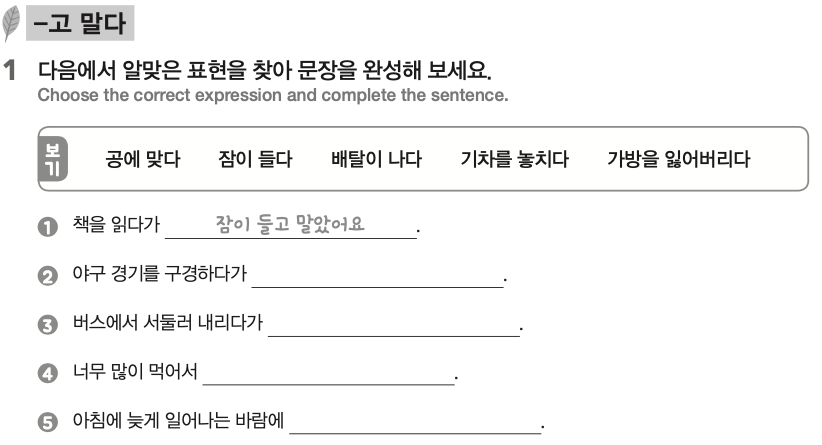 -고 말다
1 다음에서 알맞은 표현을 찾아 문장을 완성해 보세요.
Choose the correct expression and complete the sentence.
보기 공에 맞다 잠이 들다 배탈이 나다 기차를 놓치다 가방을 잃어버리다
1 책을 읽다가 잠이 들고 말았어요.
2 야구 경기를 구경하다가 .
3 버스에서 서둘러 내리다가 .
4 너무 많이 먹어서 .
5 아침에 늦게 일어나는 바람에 .